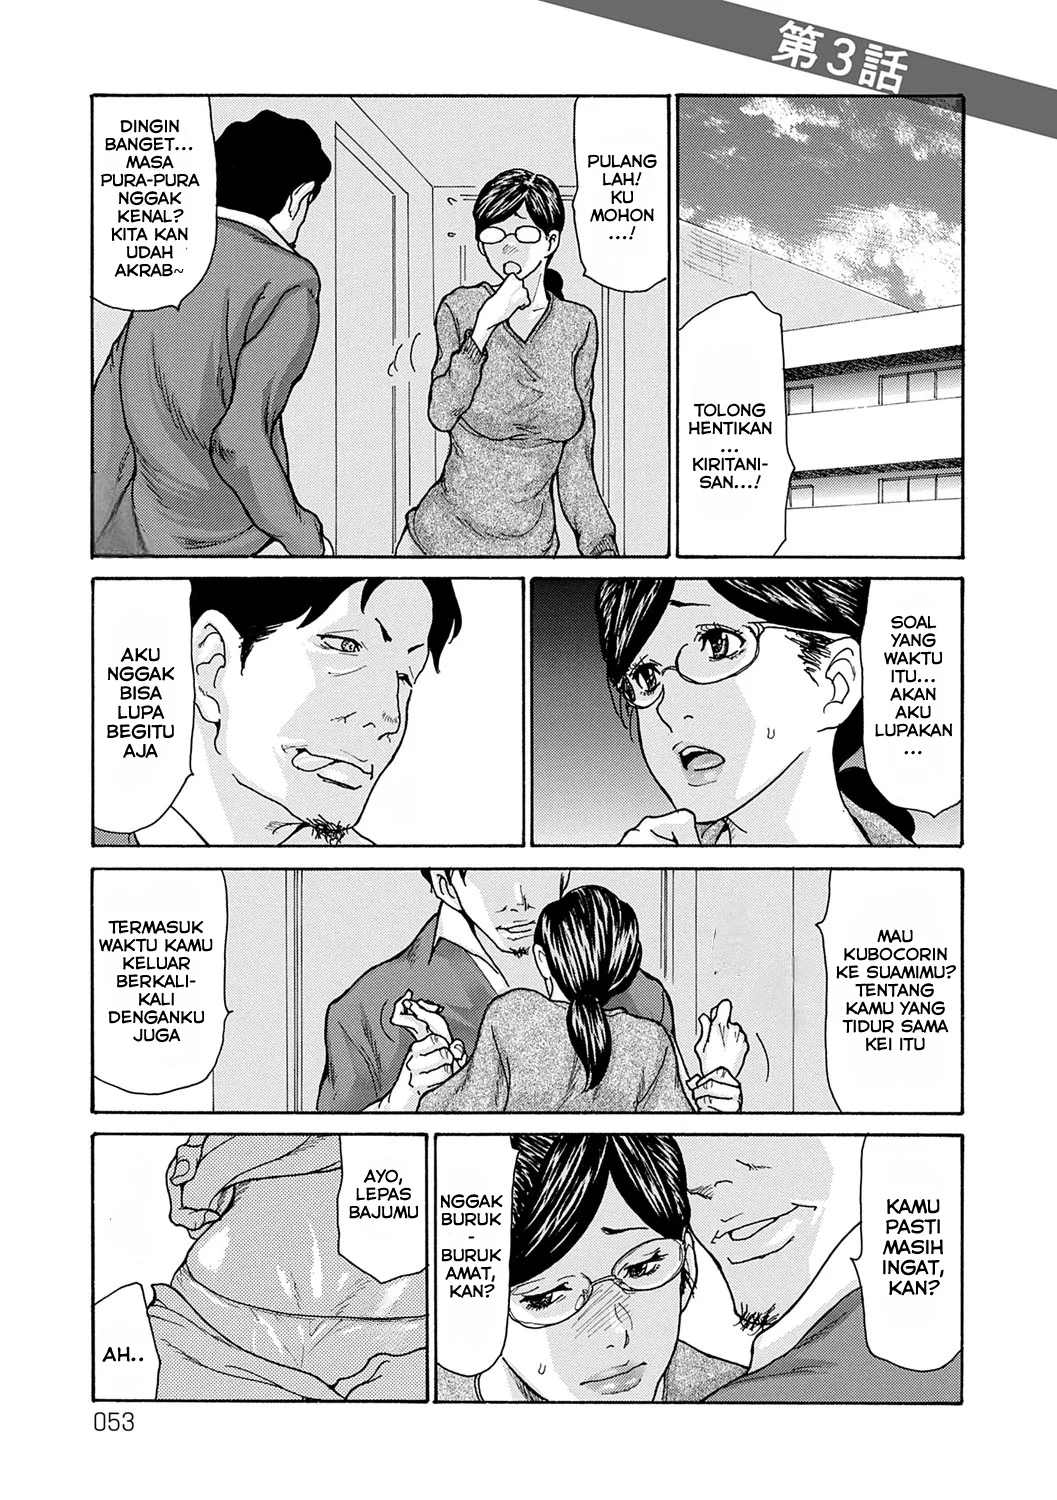 第3話
TOLONG
HENTIKAN
...
KIRITANI-
SAN...!
PULANG
LAH!
KU
MOHON
...!
DINGIN
BANGET...
MASA
PURA-PURA
NGGAK
KENAL?
KITA KAN
UDAH
AKRAB~
SOAL
YANG
WAKTU
ITU...
AKAN
AKU
LUPAKAN
...
AKU
NGGAK
BISA
LUPA
BEGITU
AJA
MAU
KUBOCORIN
KE SUAMIMU?
TENTANG
KAMU YANG
TIDUR SAMA
KEI ITU
TERMASUK
WAKTU KAMU
KELUAR
BERKALI-
KALI
DENGANKU
JUGA
KAMU
PASTI
MASIH
INGAT,
KAN?
NGGAK
BURUK
-
BURUK
AMAT,
KAN?
AYO,
LEPAS
BAJUMU
AH..
053